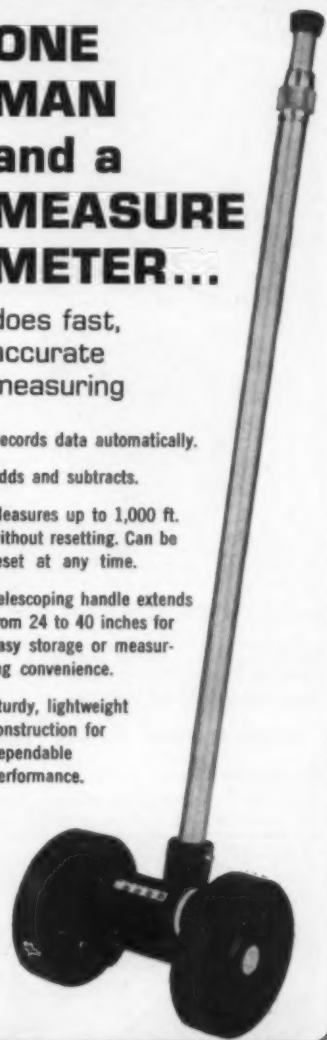 ONE
MAN
and a
MEASURE
METER...
does fast,
accurate
measuring
ecords data automatically.
dds and subtracts.
easures up to 1,000 ft.
ithout resetting. Can be
eset at any time.
elescoping handle extends
rom 24 to 40 inches for
asy storage or measur-
ng convenience.
turdy, lightweight
onstruction for
ependable
erformance.